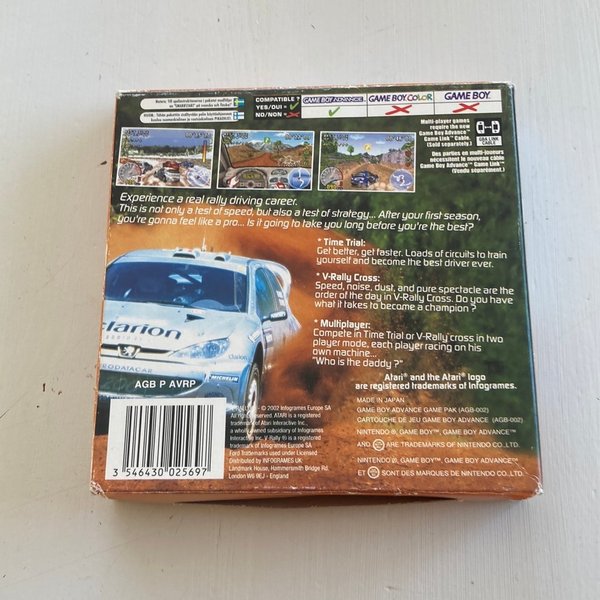 COMPATIBLE ?
YES/OUI =
NO/NON =
GAME BOY ADVANCE
GAME BOY COLOR
GAME BOY
Multi-player games
require the new
Game Boy Advance
Game Link™ Cable.
(Sold separately.)
Des parties en multi-joueurs
nécessitent le nouveau câble
Game Boy Advance™ Game Link™
(Vendu séparément.)
GBA LINK
CABLE
Experience a real rally driving career.
This is not only a test of speed, but also a test of strategy... After your first season,
you're gonna feel like a pro... Is it going to take you long before you're the best?
* Time Trial:
Get better, get faster. Loads of circuits to train
yourself and become the best driver ever.
* V-Rally Cross:
Speed, noise, dust, and pure spectacle are the
order of the day in V-Rally Cross. Do you have
what it takes to become a champion ?
* Multiplayer:
Compete in Time Trial or V-Rally cross in two
player mode, each player racing on his
own machine...
"Who is the daddy ?"
Clarion
RODATACAR
MICHELIN
AGB P AVRP
Atari® and the Atari® logo
are registered trademarks of Infogrames.
© 2002 Infogrames Europe SA
All rights reserved. ATARI is a registered
trademark of Atari Interactive Inc.,
a wholly owned subsidiary of Infogrames
Interactive Inc. V Rally ® is a registered
trademark of Infogrames Europe SA
Ford Trademarks used under Licensed
Distributed by INFOGRAMES UK
Landmark House, Hammersmith Bridge Rd,
London W6 9EJ - England
3 546430 025697
MADE IN JAPAN
GAME BOY ADVANCE GAME PAK (AGB-002)
CARTOUCHE DE JEU GAME BOY ADVANCE (AGB-002)
NINTENDO ®, GAME BOY™, GAME BOY ADVANCE™
AND ARE TRADEMARKS OF NINTENDO CO., LTD.
NINTENDO ®, GAME BOY™, GAME BOY ADVANCE™
ET SONT DES MARQUES DE NINTENDO CO., LTD.